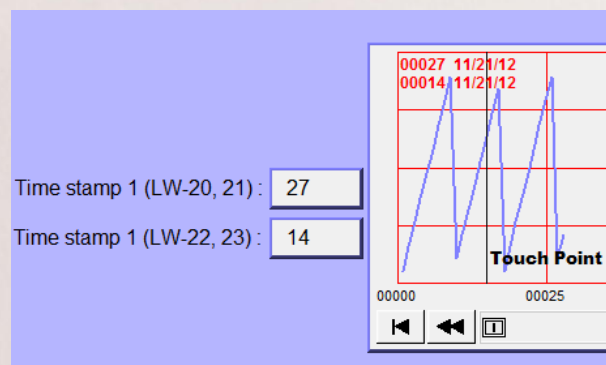 00027 11/21/12
00014 11/21/12
Time stamp 1 (LW-20, 21) : 27
Time stamp 1 (LW-22, 23) : 14
Touch Point
00000 00025